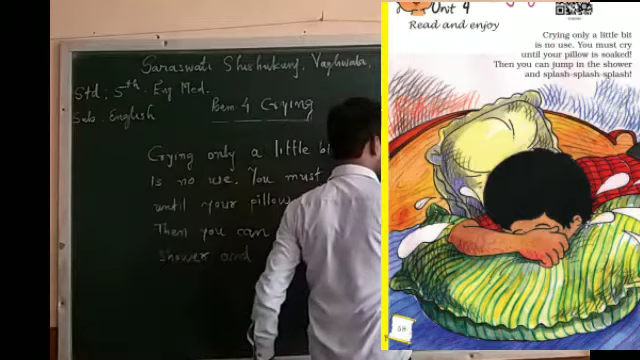 Saraswati Shishukunj, Vaghwala,
Std : 5th - Eng Med.
Sub. English
Poem-4 Crying
Crying only a little bi
is no use. You must
until your pillow
Then you can
shower and
Unit 4
Read and enjoy
Crying only a little bit
is no use. You must cry
until your pillow is soaked!
Then you can jump in the shower
and splash-splash-splash!
58